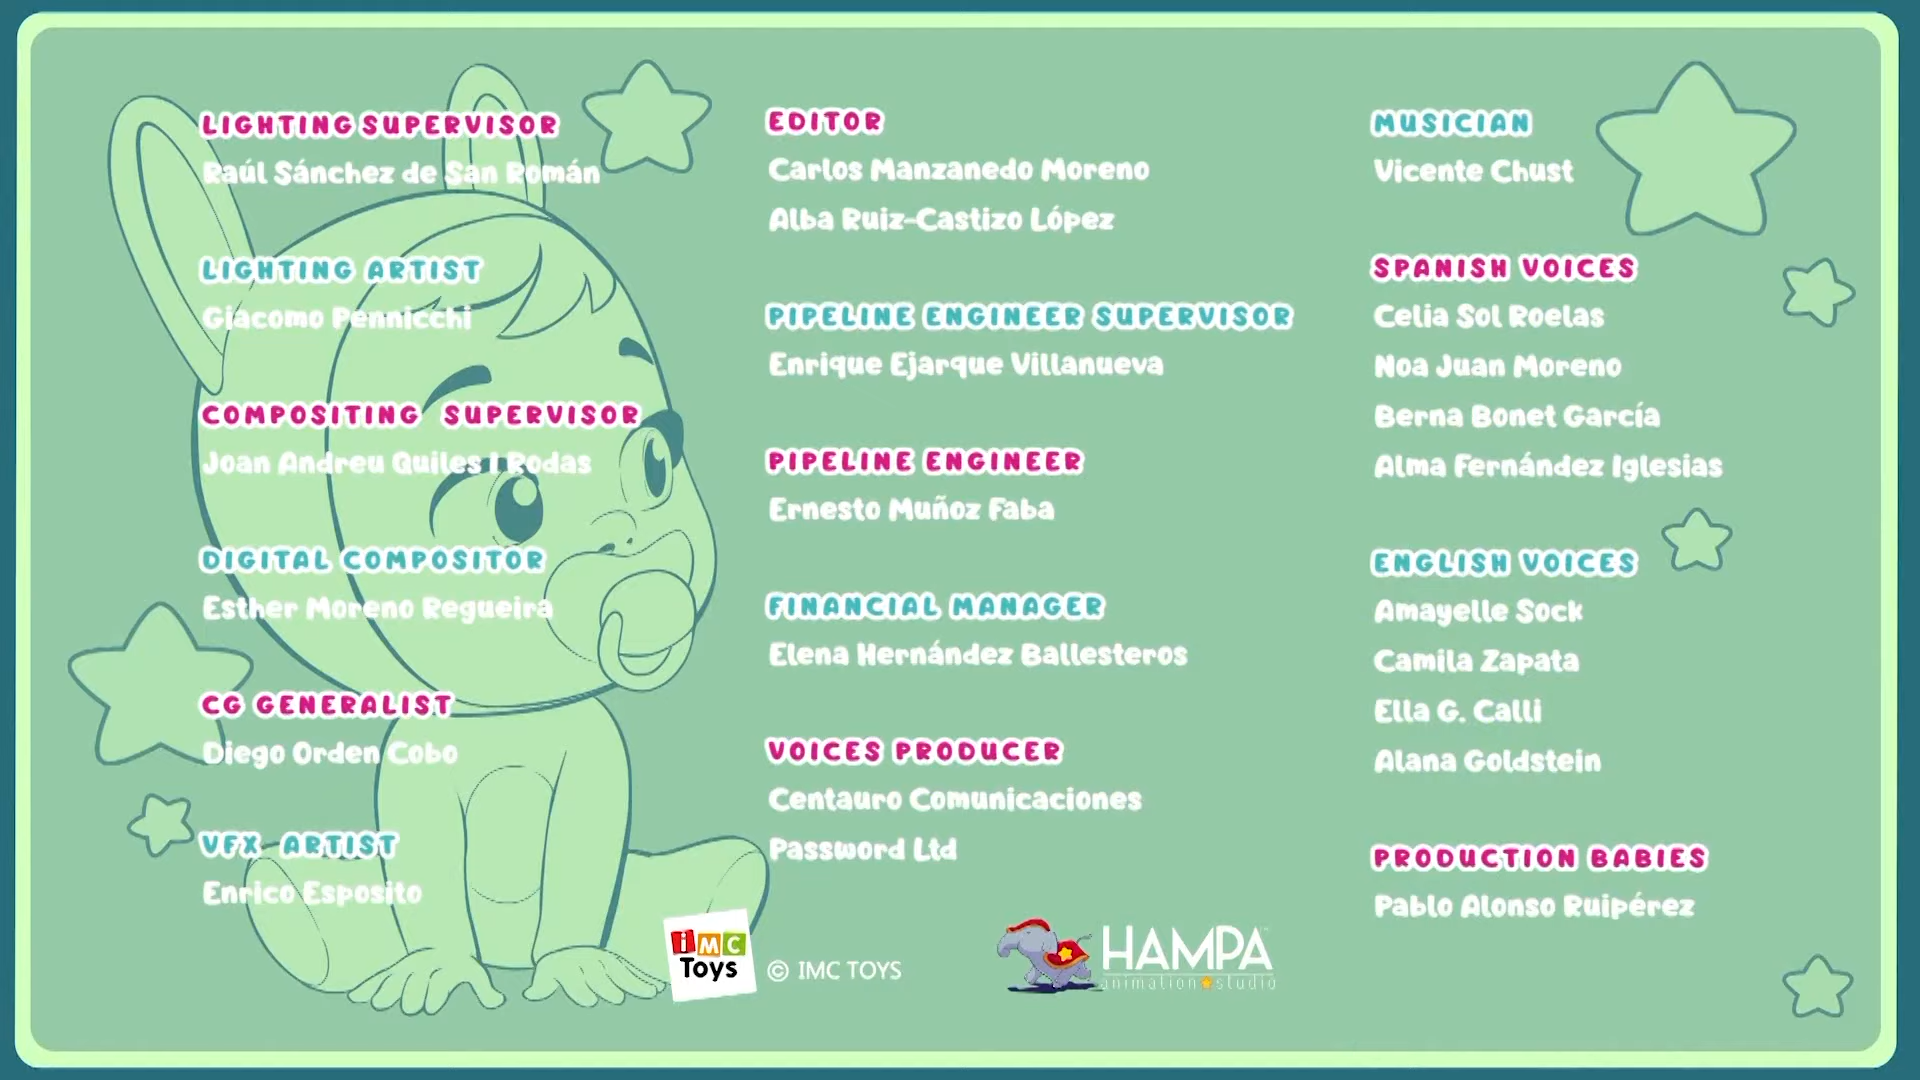 LIGHTING SUPERVISOR
Raúl Sánchez de San Román
LIGHTING ARTIST
Giacomo Pennicchi
COMPOSITING SUPERVISOR
Joan Andreu Quiles I Rodas
DIGITAL COMPOSITOR
Esther Moreno Regueira
CG GENERALIST
Diego Orden Cobo
VFX ARTIST
Enrico Esposito
EDITOR
Carlos Manzanedo Moreno
Alba Ruiz-Castizo López
PIPELINE ENGINEER SUPERVISOR
Enrique Ejarque Villanueva
PIPELINE ENGINEER
Ernesto Muñoz Faba
FINANCIAL MANAGER
Elena Hernández Ballesteros
VOICES PRODUCER
Centauro Comunicaciones
Password Ltd
MUSICIAN
Vicente Chust
SPANISH VOICES
Celia Sol Roelas
Noa Juan Moreno
Berna Bonet García
Alma Fernández Iglesias
ENGLISH VOICES
Amayelle Sock
Camila Zapata
Ella G. Calli
Alana Goldstein
PRODUCTION BABIES
Pablo Alonso Ruipérez
iMC
Toys
© IMC TOYS
HAMPA
animation studio